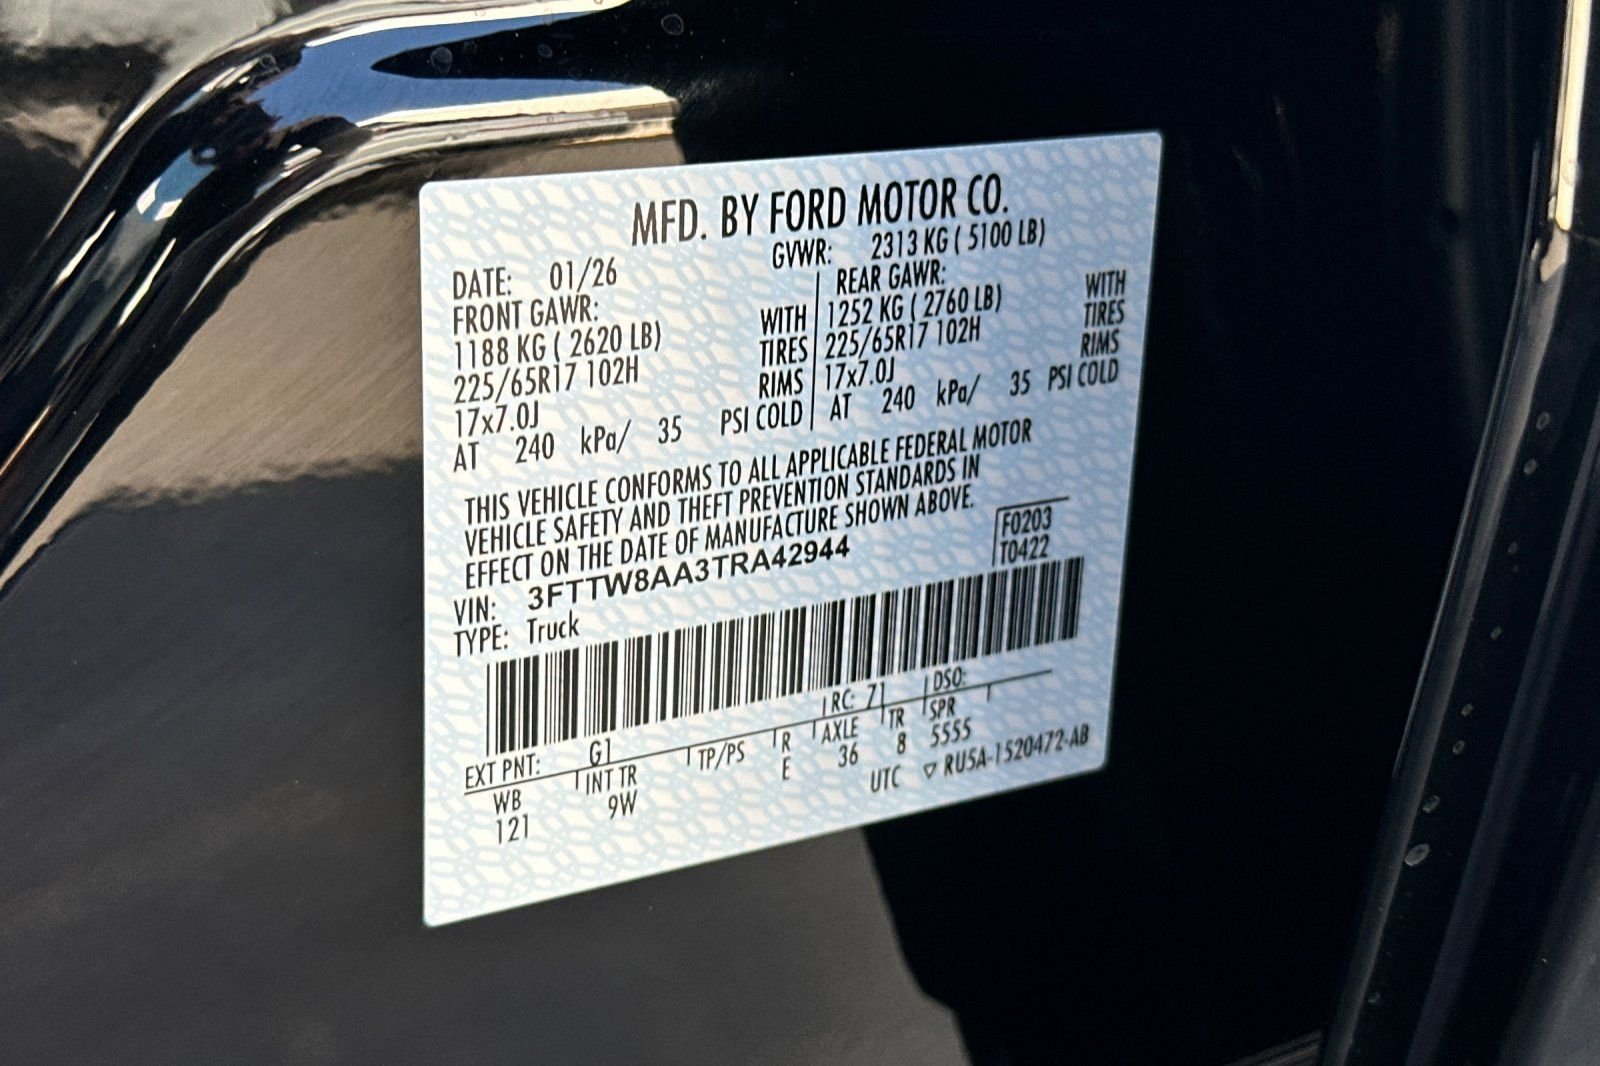 MFD. BY FORD MOTOR CO.
DATE: 01/26 GVWR: 2313 KG ( 5100 LB)
FRONT GAWR: REAR GAWR:
1188 KG ( 2620 LB) WITH 1252 KG ( 2760 LB) WITH
225/65R17 102H TIRES 225/65R17 102H TIRES
17x7.0J RIMS 17x7.0J RIMS
AT 240 kPa/ 35 PSI COLD AT 240 kPa/ 35 PSI COLD
THIS VEHICLE CONFORMS TO ALL APPLICABLE FEDERAL MOTOR
VEHICLE SAFETY AND THEFT PREVENTION STANDARDS IN
EFFECT ON THE DATE OF MANUFACTURE SHOWN ABOVE.
F0203
VIN: 3FTTW8AA3TRA42944 T0422
TYPE: Truck
EXT PNT: G1 RC: 71 DSO:
WB INT TR TP/PS R AXLE TR SPR
121 9W E 36 8 5555
UTC ▽ RU5A-1520472-AB